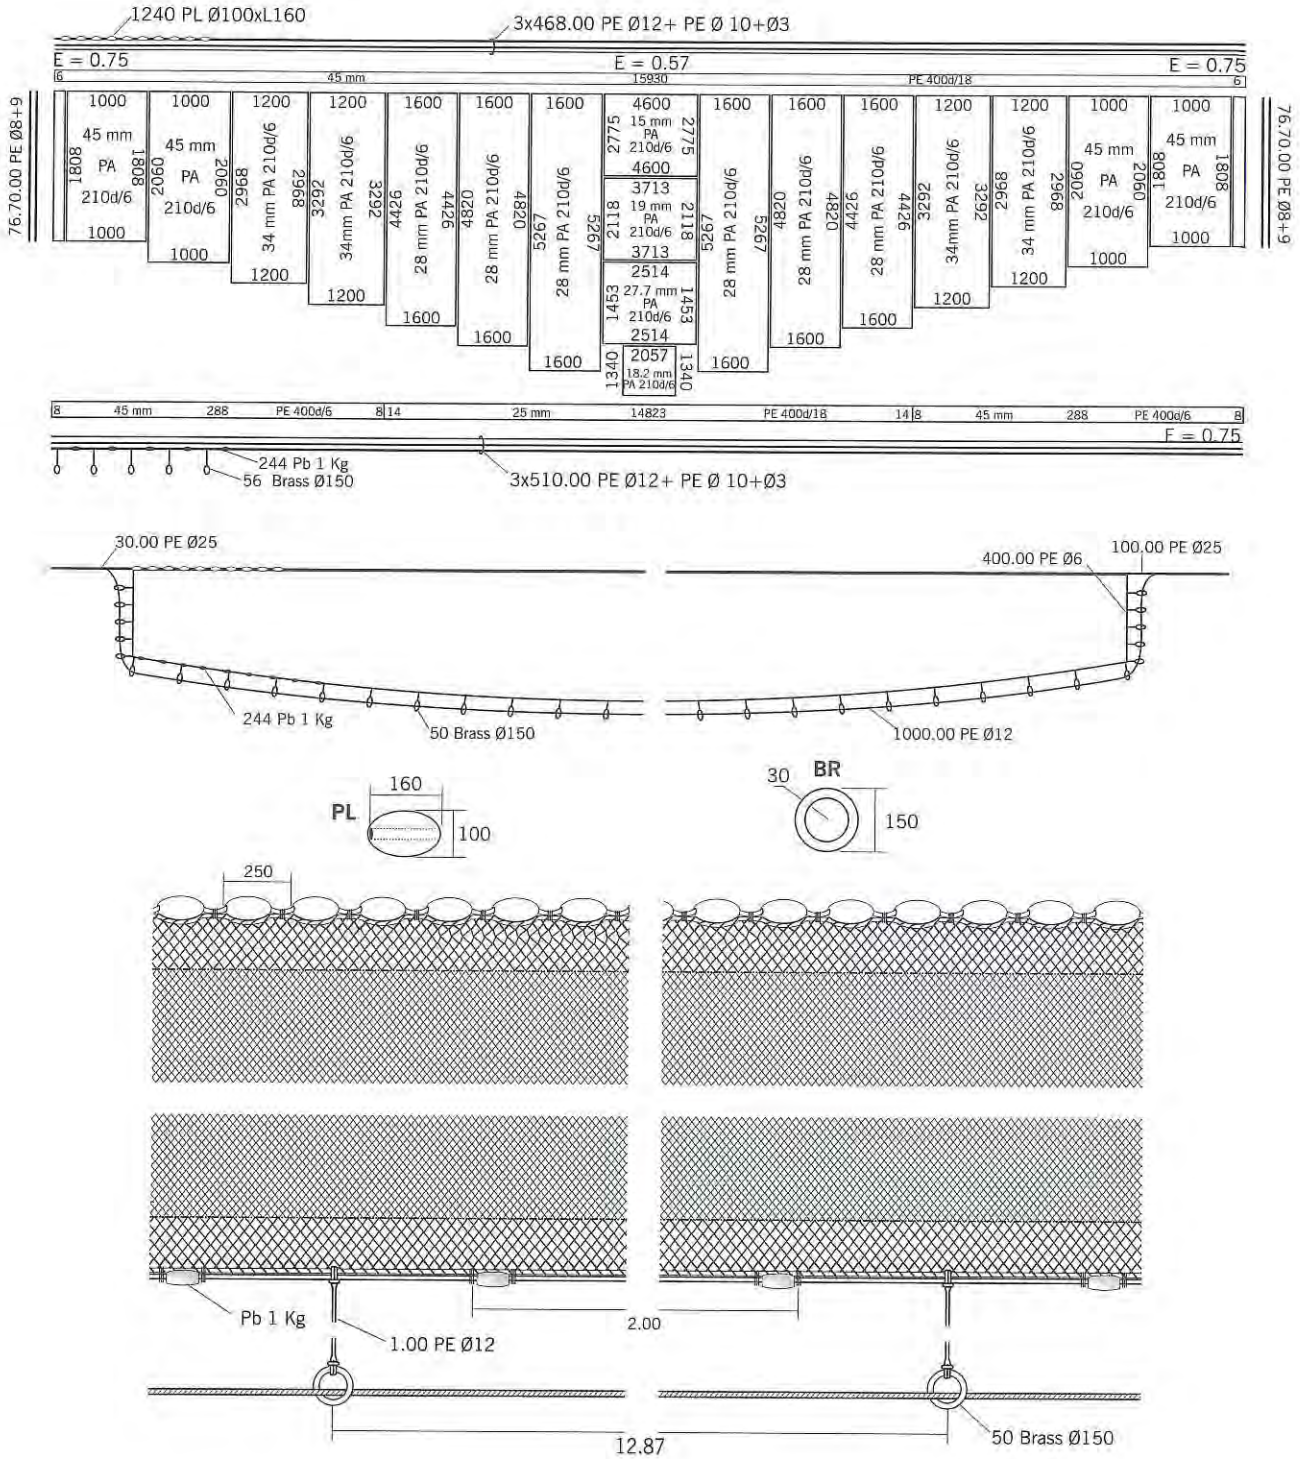 1240 PL Ø100xL160
3x468.00 PE Ø12+ PE Ø 10+Ø3
E = 0.75 E = 0.57 E = 0.75
6 45 mm 15930 PE 400d/18 6
76.70.00 PE Ø8+9
1000 1808 45 mm PA 210d/6 1808 1000
1000 2060 45 mm PA 210d/6 2060 1000
1200 2968 34 mm PA 210d/6 2968 1200
1200 2623 34mm PA 210d/6 3292 1200
1600 9244 28 mm PA 210d/6 4426 1600
1600 4820 28 mm PA 210d/6 4820 1600
1600 7925 28 mm PA 210d/6 5267 1600
4600 2775 15 mm PA 210d/6 2775 4600
3713 2118 19 mm PA 210d/6 2118 3713
2514 1453 27.7 mm PA 210d/6 1453 2514
2057 1340 18.2 mm PA 210d/6 1340
1600 7925 28 mm PA 210d/6 5267 1600
1600 4820 28 mm PA 210d/6 4820 1600
1600 9244 28 mm PA 210d/6 4426 1600
1200 2623 34mm PA 210d/6 3292 1200
1200 2968 34 mm PA 210d/6 2968 1200
1000 2060 45 mm PA 210d/6 2060 1000
1000 1808 45 mm PA 210d/6 1808 1000
76.70.00 PE Ø8+9
8 45 mm 288 PE 400d/6 8 14 25 mm 14823 PE 400d/18 14 8 45 mm 288 PE 400d/6 8
E = 0.75
244 Pb 1 Kg
56 Brass Ø150
3x510.00 PE Ø12+ PE Ø 10+Ø3
30.00 PE Ø25
400.00 PE Ø6
100.00 PE Ø25
244 Pb 1 Kg
50 Brass Ø150
1000.00 PE Ø12
PL
160
100
BR
30
150
250
Pb 1 Kg
1.00 PE Ø12
2.00
50 Brass Ø150
12.87